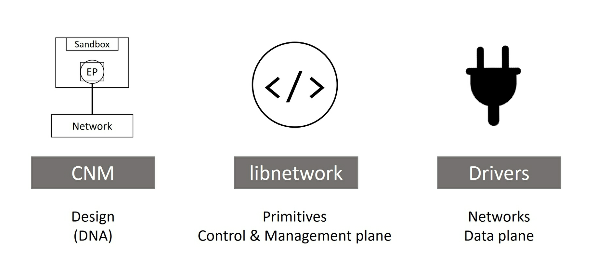 Sandbox
EP
Network
</>
CNM
libnetwork
Drivers
Design
(DNA)
Primitives
Control & Management plane
Networks
Data plane